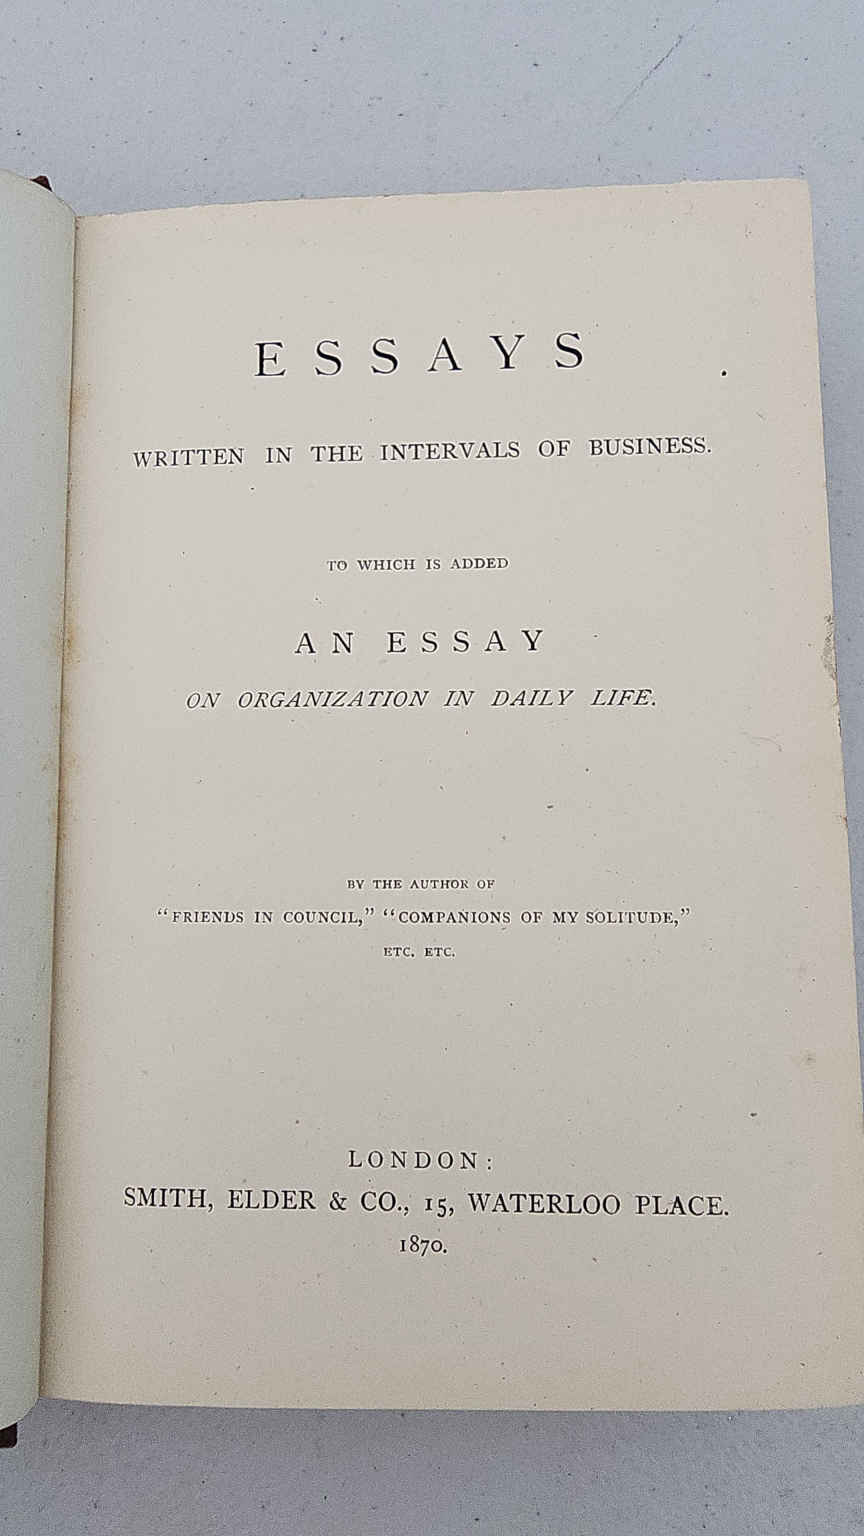 ESSAYS
WRITTEN IN THE INTERVALS OF BUSINESS.
TO WHICH IS ADDED
AN ESSAY
ON ORGANIZATION IN DAILY LIFE.
BY THE AUTHOR OF
“FRIENDS IN COUNCIL,” “COMPANIONS OF MY SOLITUDE,”
ETC. ETC.
LONDON:
SMITH, ELDER & CO., 15, WATERLOO PLACE.
1870.